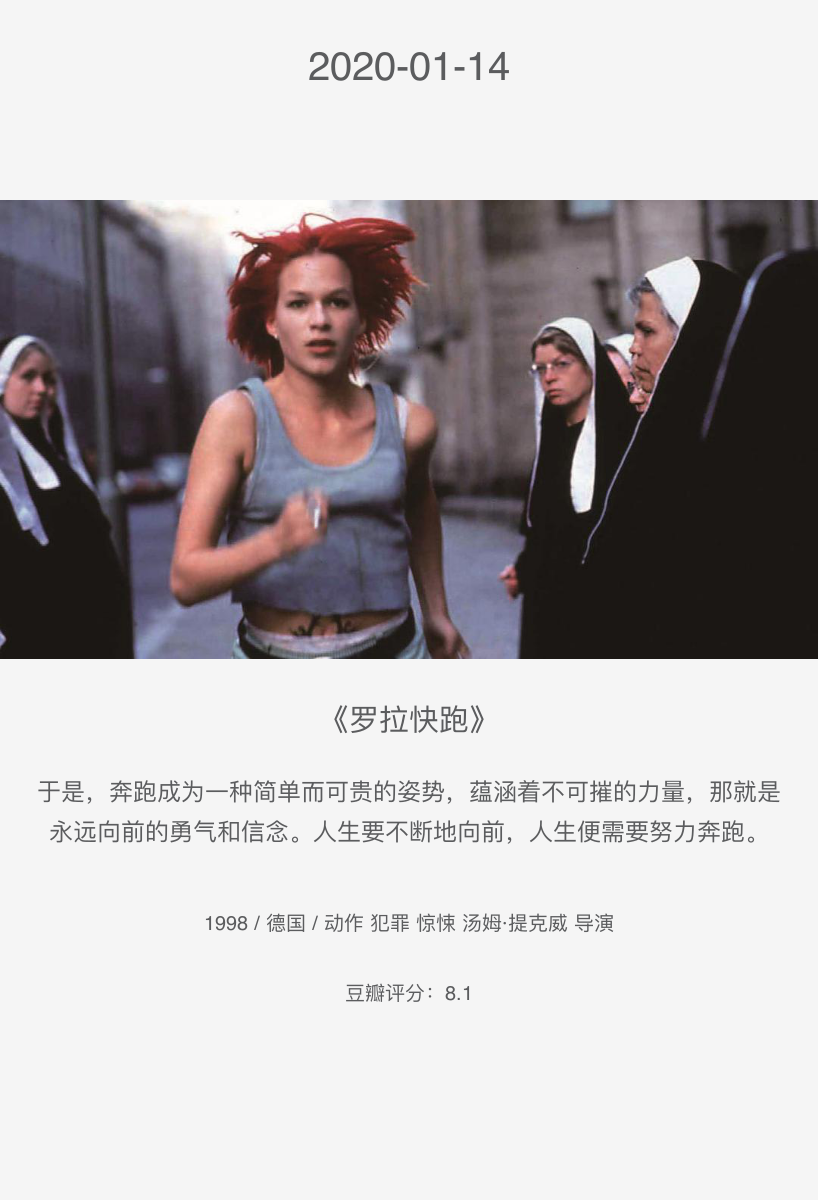 2020-01-14
《罗拉快跑》
于是，奔跑成为一种简单而可贵的姿势，蕴涵着不可摧的力量，那就是
永远向前的勇气和信念。人生要不断地向前，人生便需要努力奔跑。
1998 / 德国 / 动作 犯罪 惊悚 汤姆·提克威 导演
豆瓣评分：8.1